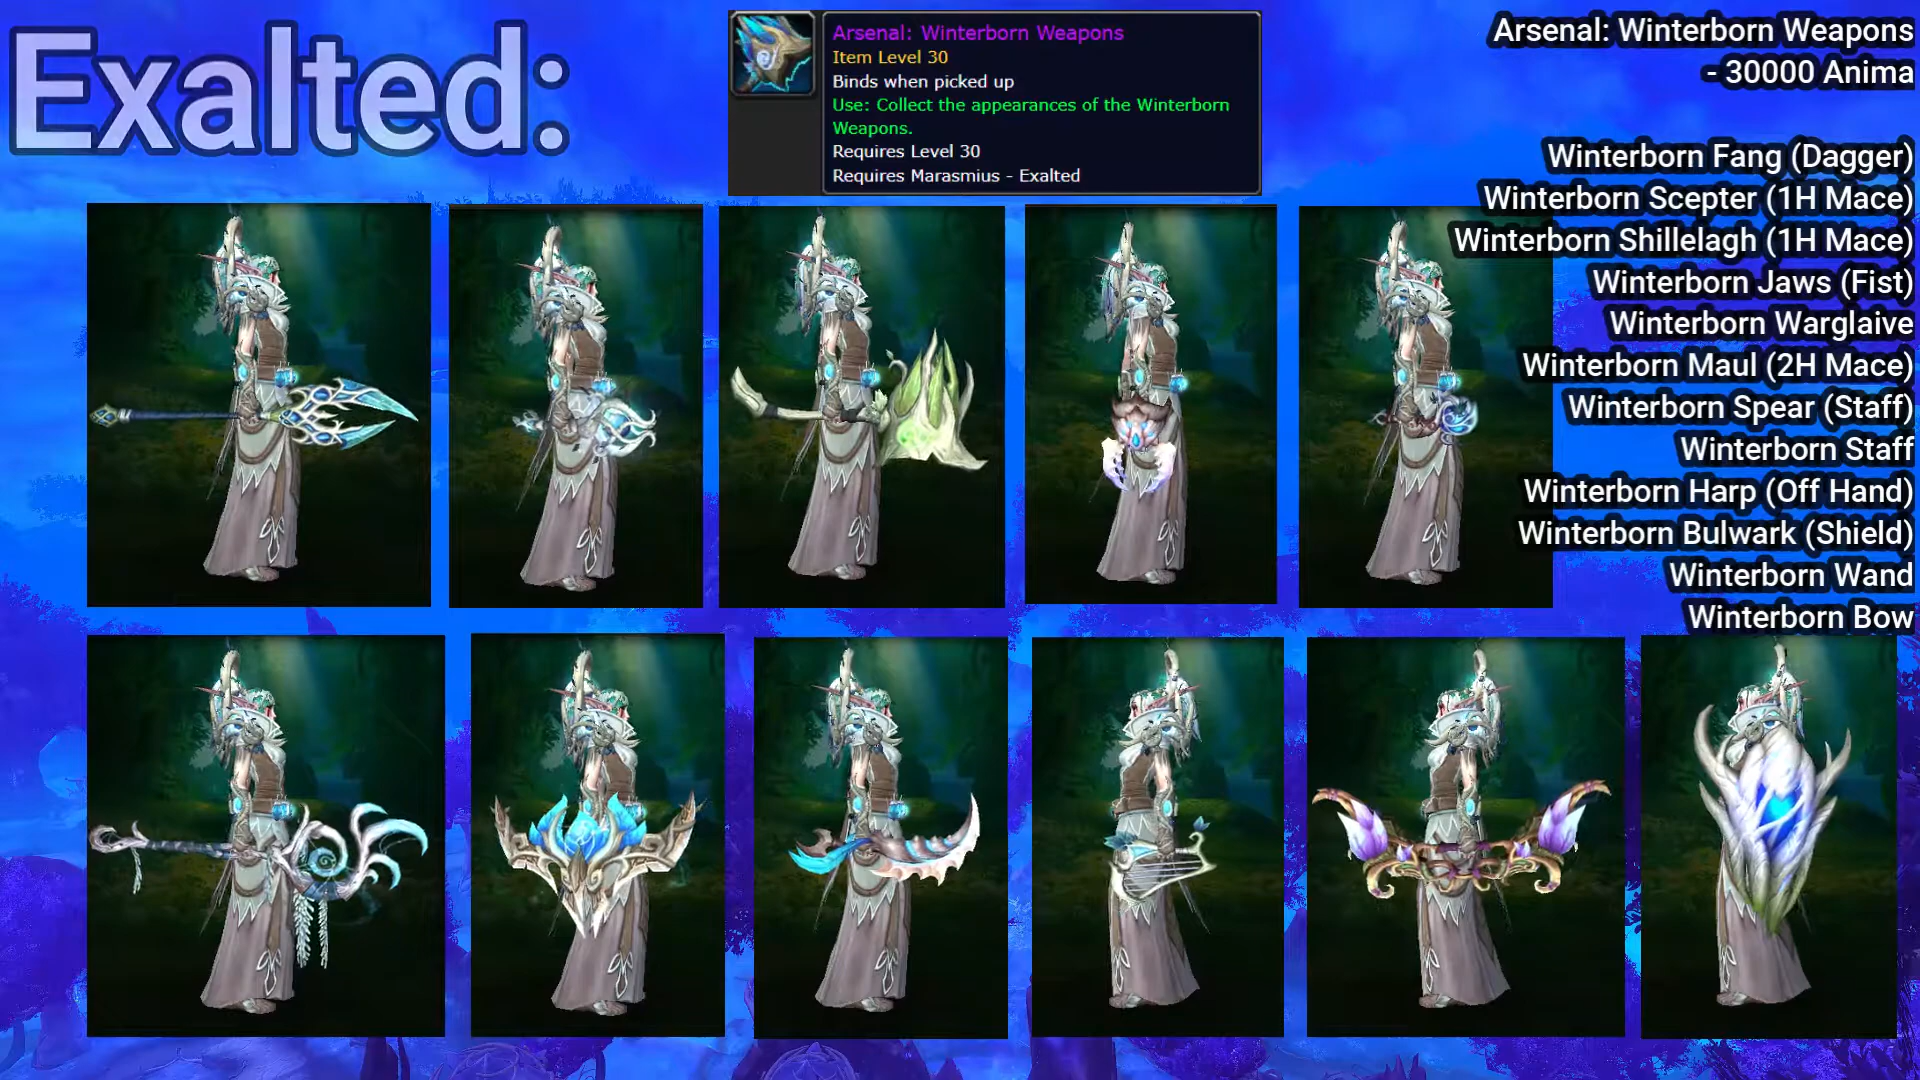 Exalted:
Arsenal: Winterborn Weapons
Item Level 30
Binds when picked up
Use: Collect the appearances of the Winterborn
Weapons.
Requires Level 30
Requires Marasmius - Exalted
Arsenal: Winterborn Weapons
- 30000 Anima
Winterborn Fang (Dagger)
Winterborn Scepter (1H Mace)
Winterborn Shillelagh (1H Mace)
Winterborn Jaws (Fist)
Winterborn Warglaive
Winterborn Maul (2H Mace)
Winterborn Spear (Staff)
Winterborn Staff
Winterborn Harp (Off Hand)
Winterborn Bulwark (Shield)
Winterborn Wand
Winterborn Bow